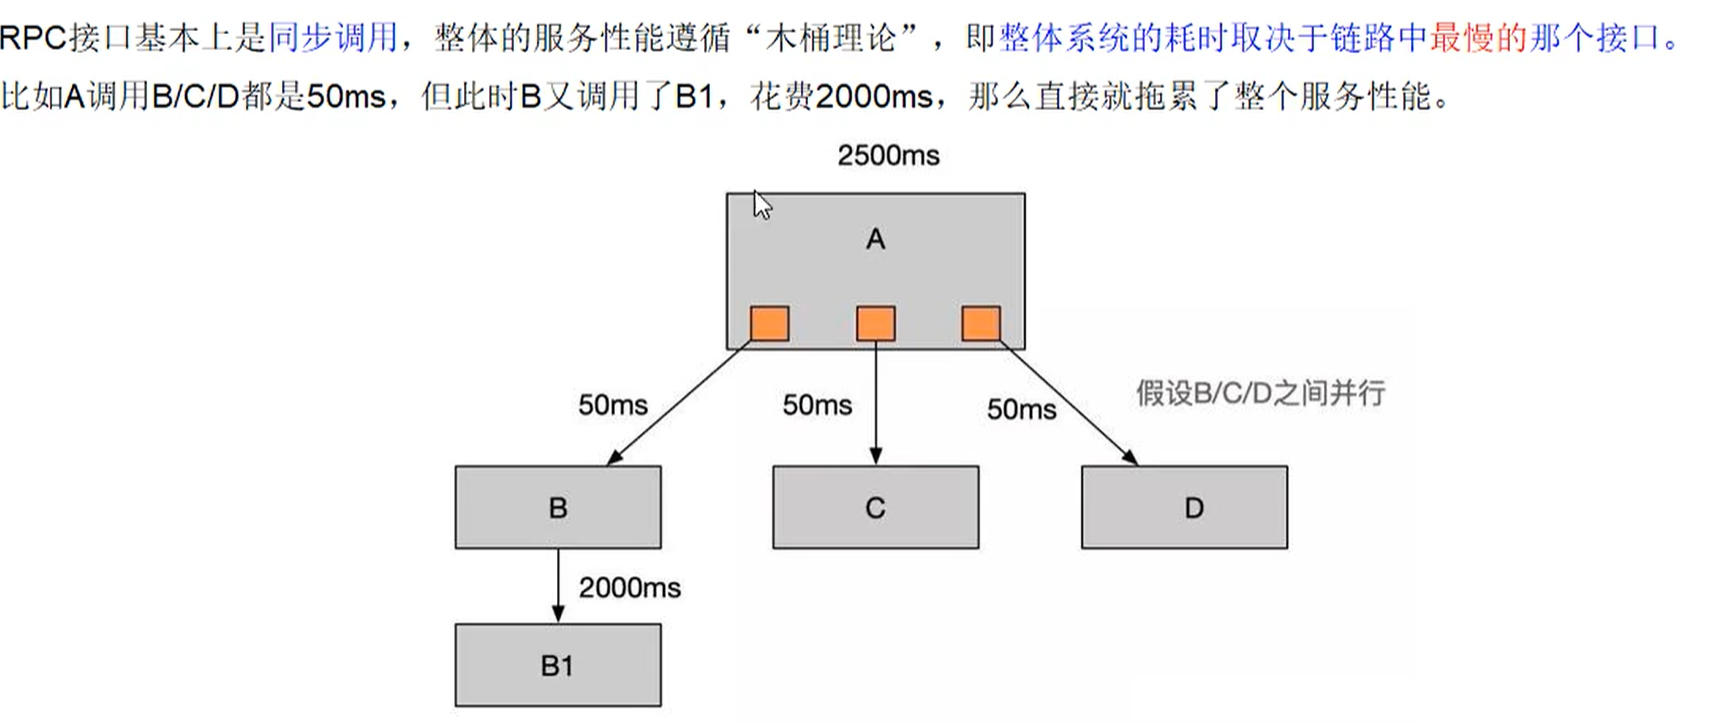 RPC接口基本上是同步调用，整体的服务性能遵循“木桶理论”，即整体系统的耗时取决于链路中最慢的那个接口。
比如A调用B/C/D都是50ms，但此时B又调用了B1，花费2000ms，那么直接就拖累了整个服务性能。
2500ms
A
50ms
50ms
50ms
假设B/C/D之间并行
B
C
D
2000ms
B1